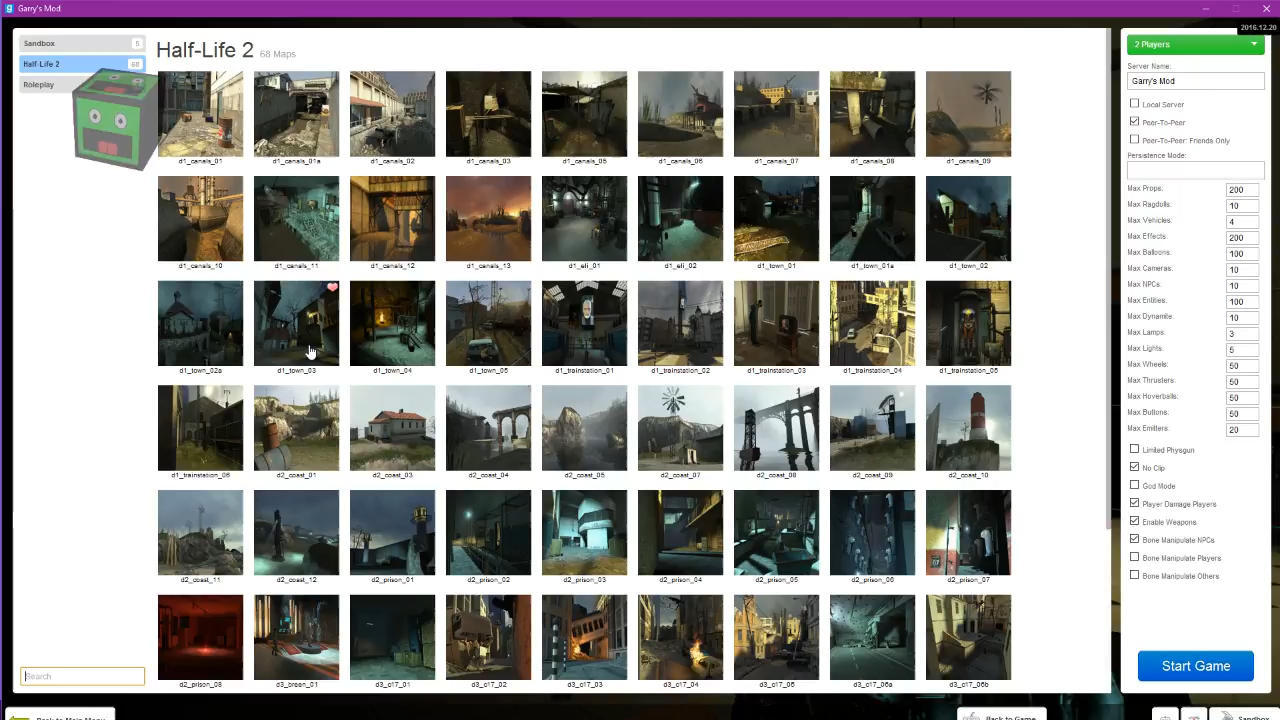 Garry's Mod
2016.12.20
Sandbox 5
Half-Life 2 68
Roleplay
Half-Life 2 68 Maps
d1_canals_01 d1_canals_01a d1_canals_02 d1_canals_03 d1_canals_05 d1_canals_06 d1_canals_07 d1_canals_08 d1_canals_09
d1_canals_10 d1_canals_11 d1_canals_12 d1_canals_13 d1_eli_01 d1_eli_02 d1_town_01 d1_town_01a d1_town_02
d1_town_02a d1_town_03 d1_town_04 d1_town_05 d1_trainstation_01 d1_trainstation_02 d1_trainstation_03 d1_trainstation_04 d1_trainstation_05
d1_trainstation_06 d2_coast_01 d2_coast_03 d2_coast_04 d2_coast_05 d2_coast_07 d2_coast_08 d2_coast_09 d2_coast_10
d2_coast_11 d2_coast_12 d2_prison_01 d2_prison_02 d2_prison_03 d2_prison_04 d2_prison_05 d2_prison_06 d2_prison_07
d2_prison_08 d3_breen_01 d3_c17_01 d3_c17_02 d3_c17_03 d3_c17_04 d3_c17_05 d3_c17_06a d3_c17_06b
Search
Back to Main Menu
2 Players
Server Name:
Garry's Mod
Local Server
Peer-To-Peer
Peer-To-Peer: Friends Only
Persistence Mode:
Max Props: 200
Max Ragdolls: 10
Max Vehicles: 4
Max Effects: 200
Max Balloons: 100
Max Cameras: 10
Max NPCs: 10
Max Entities: 100
Max Dynamite: 10
Max Lamps: 3
Max Lights: 5
Max Wheels: 50
Max Thrusters: 50
Max Hoverballs: 50
Max Buttons: 50
Max Emitters: 20
Limited Physgun
No Clip
God Mode
Player Damage Players
Enable Weapons
Bone Manipulate NPCs
Bone Manipulate Players
Bone Manipulate Others
Start Game
Back to Game
Sandbox